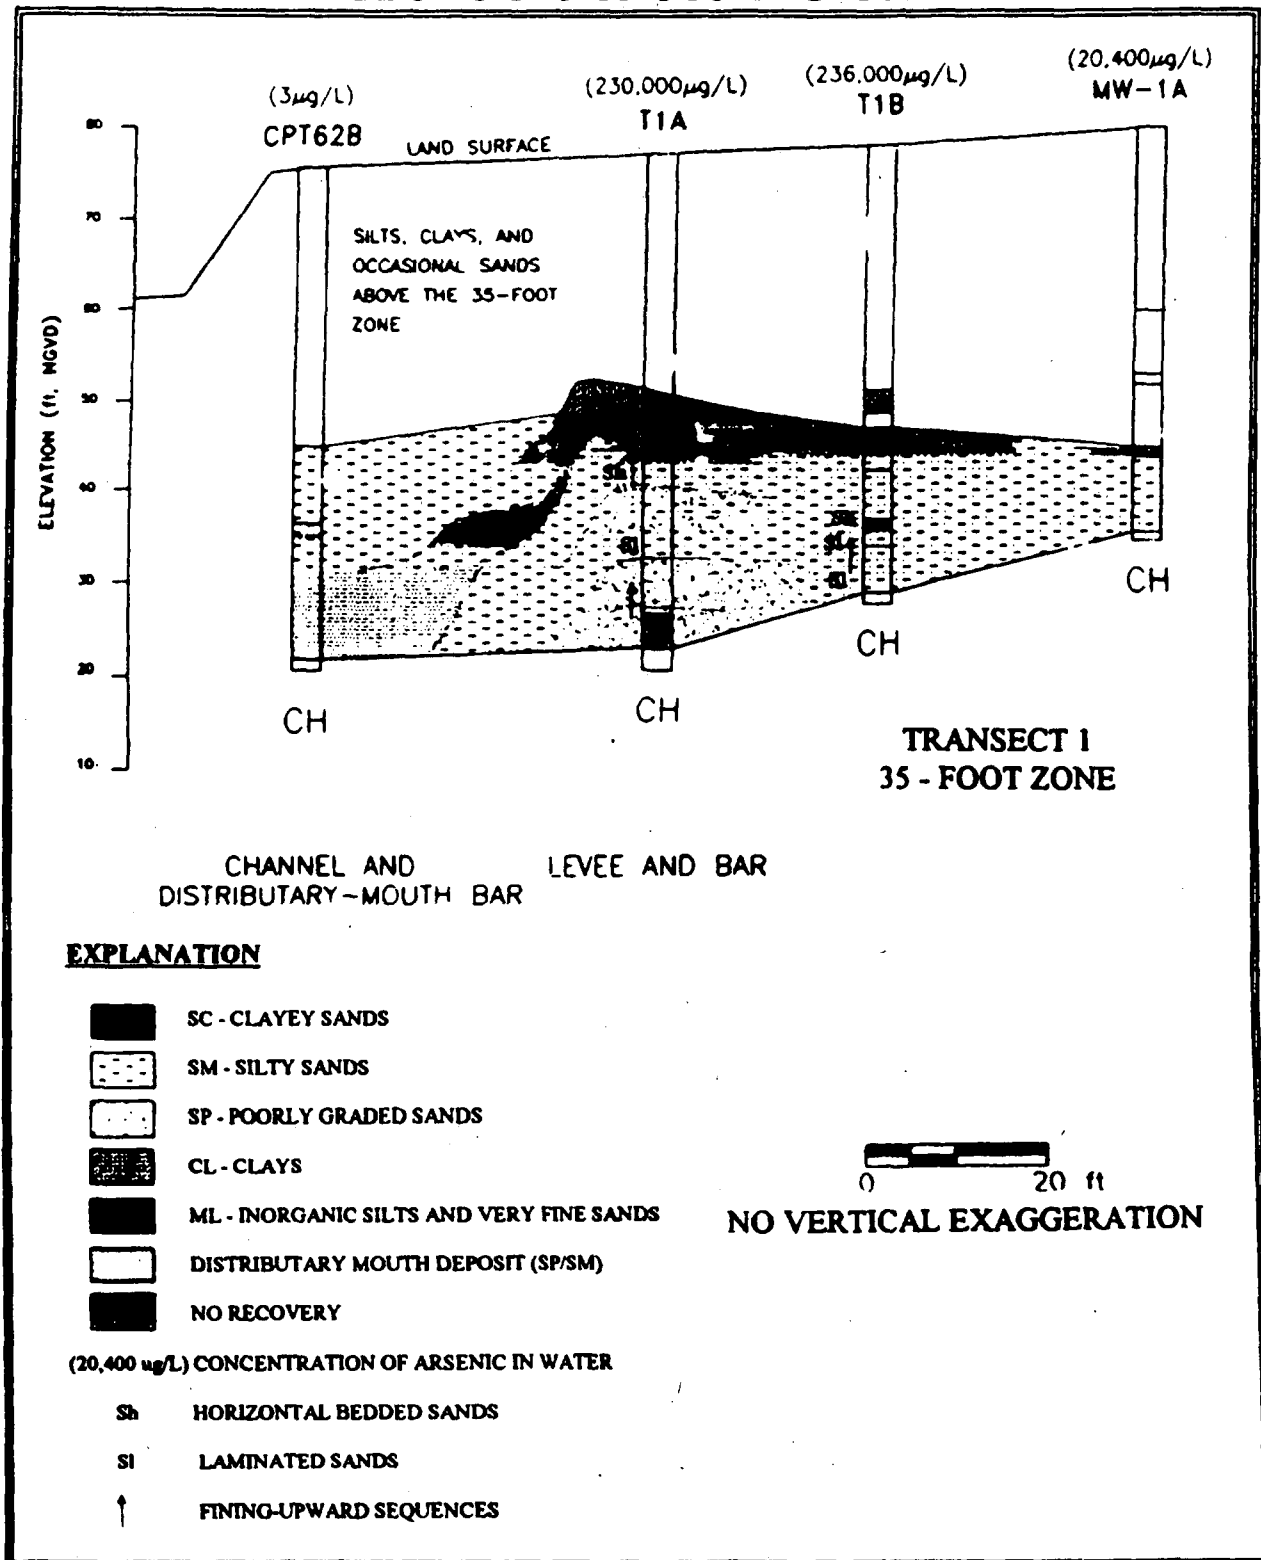 (3µg/L)
CPT62B
(230,000µg/L)
T1A
(236,000µg/L)
T1B
(20,400µg/L)
MW-1A
LAND SURFACE
80
70
60
50
40
30
20
10
ELEVATION (ft, NGVD)
SILTS, CLAYS, AND
OCCASIONAL SANDS
ABOVE THE 35-FOOT
ZONE
Sh
Sl
Sh
Sl
Sl
CH
CH
CH
CH
TRANSECT 1
35 - FOOT ZONE
CHANNEL AND
DISTRIBUTARY-MOUTH BAR
LEVEE AND BAR
EXPLANATION
SC - CLAYEY SANDS
SM - SILTY SANDS
SP - POORLY GRADED SANDS
CL - CLAYS
ML - INORGANIC SILTS AND VERY FINE SANDS
DISTRIBUTARY MOUTH DEPOSIT (SP/SM)
NO RECOVERY
(20,400 ug/L) CONCENTRATION OF ARSENIC IN WATER
Sh HORIZONTAL BEDDED SANDS
Sl LAMINATED SANDS
↑ FINING-UPWARD SEQUENCES
0 20 ft
NO VERTICAL EXAGGERATION